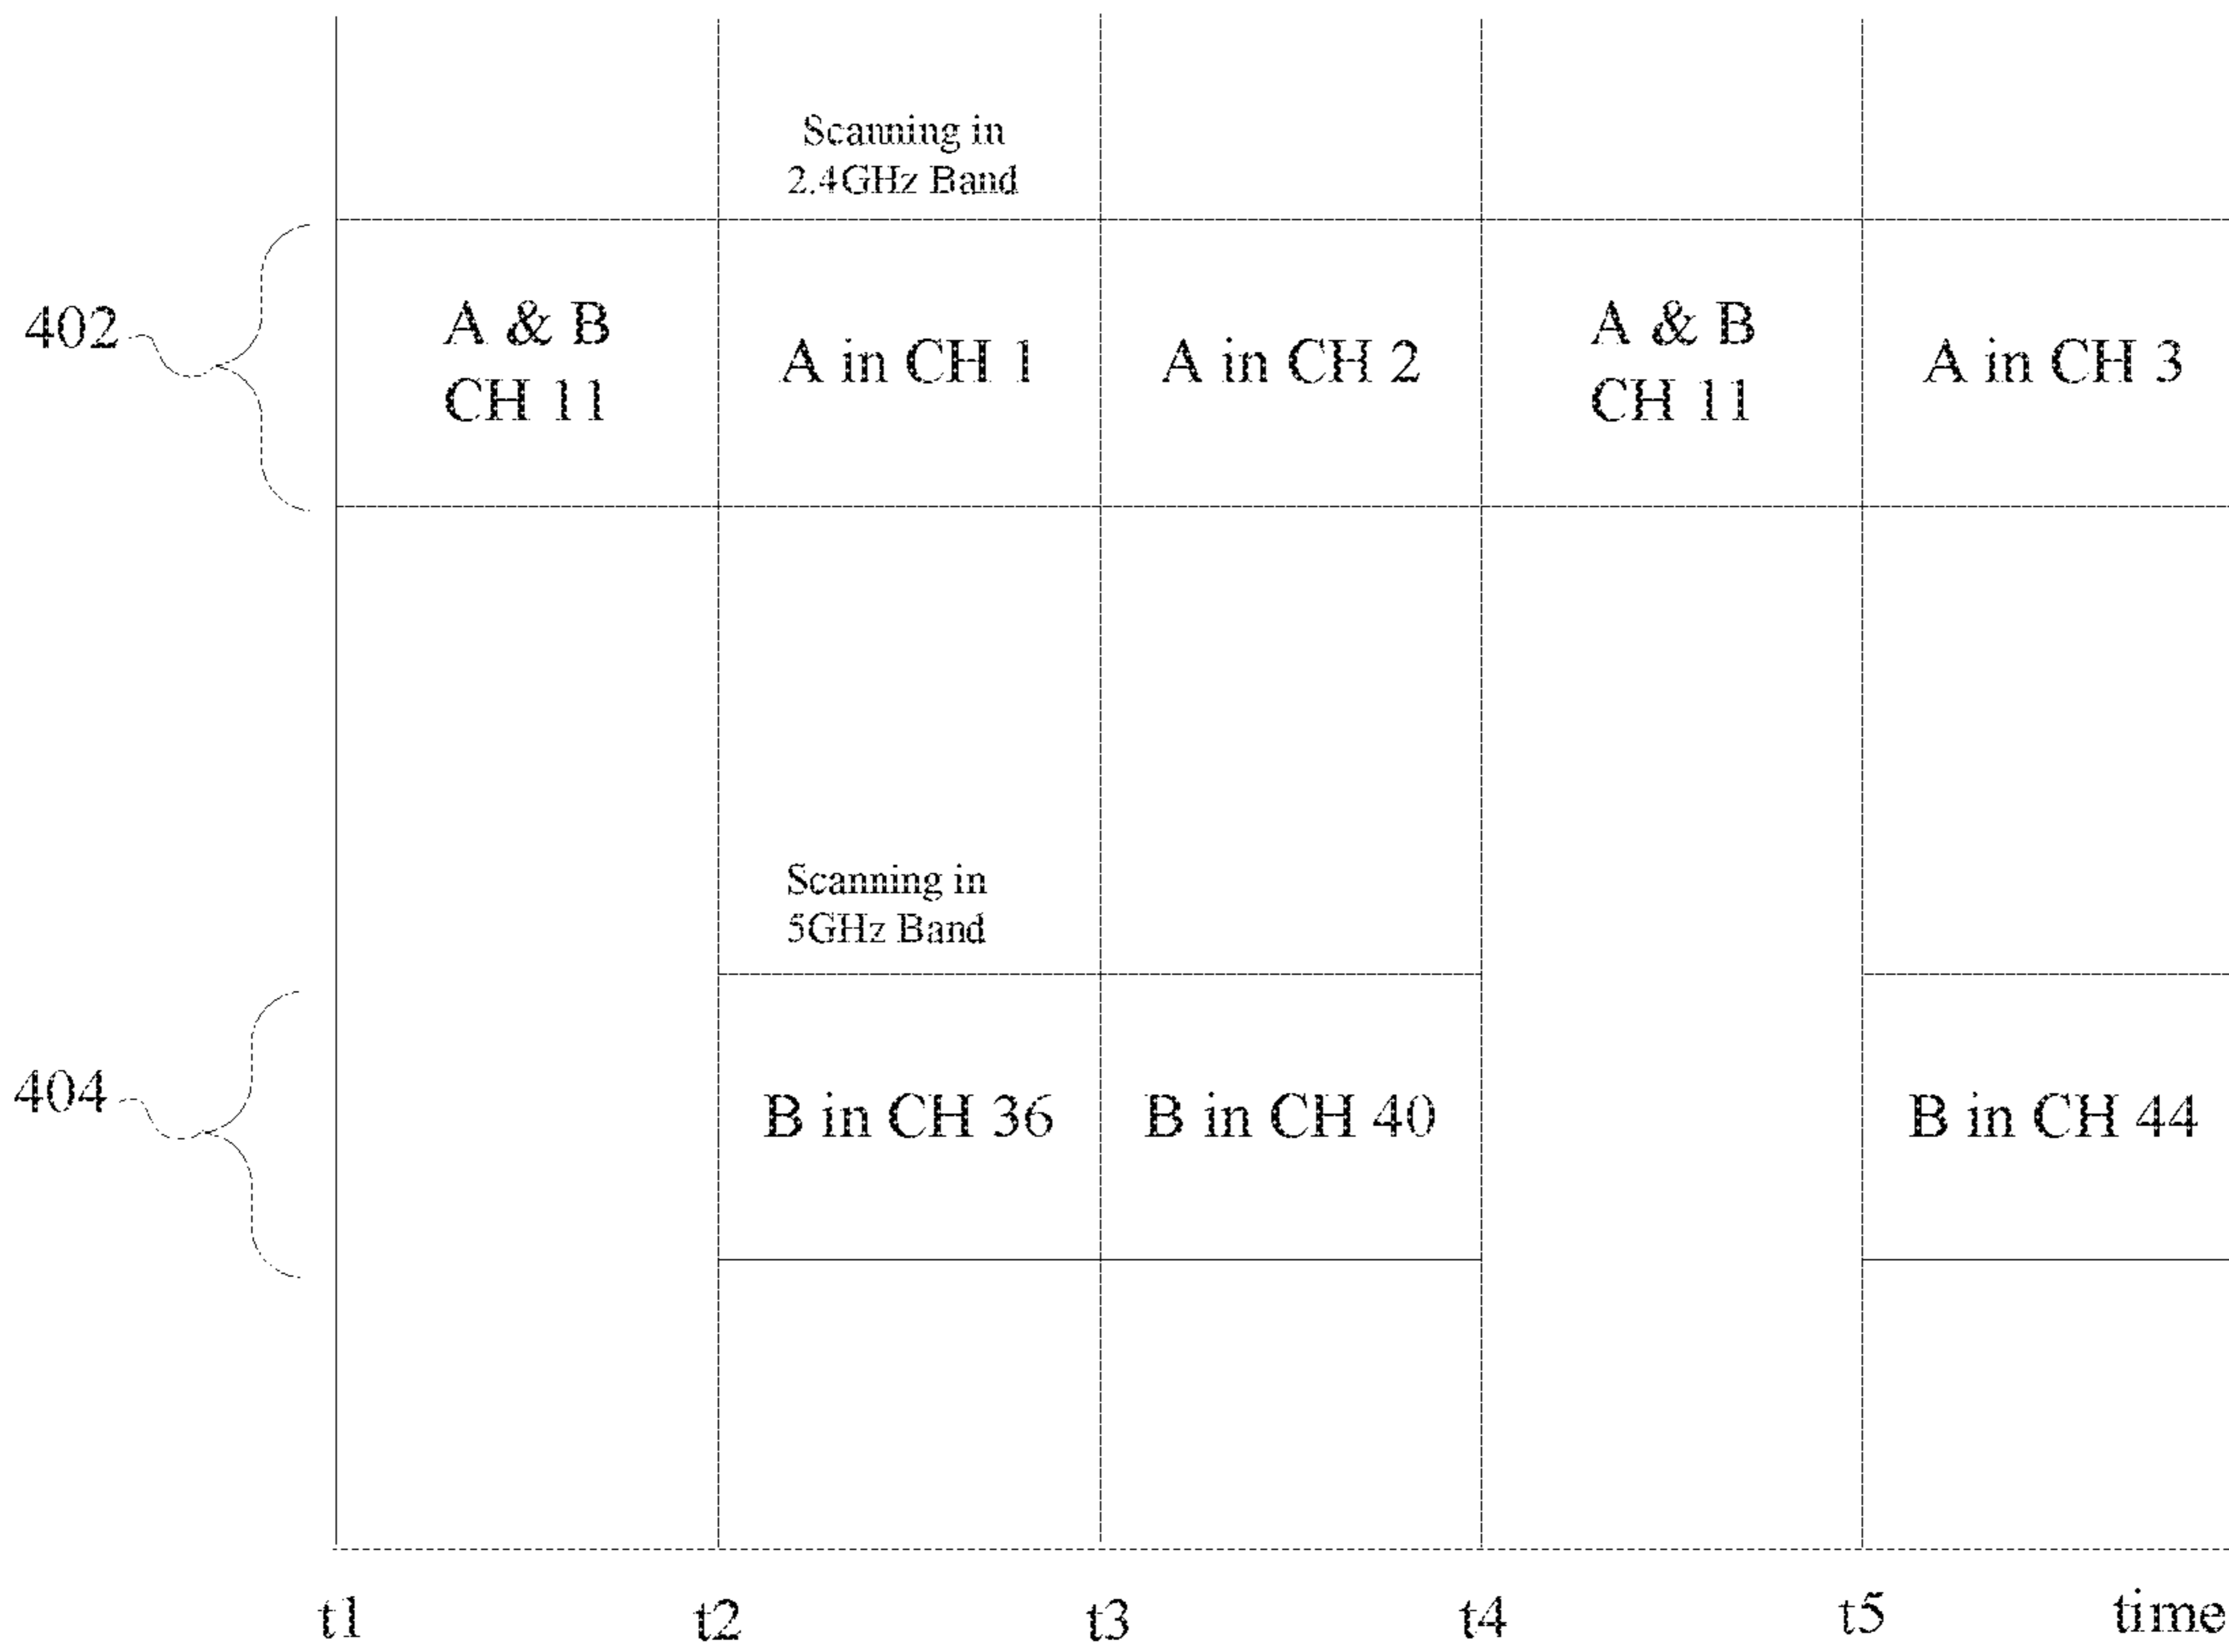 Scanning in
2.4GHz Band
402
A & B
CH 11
A in CH 1
A in CH 2
A & B
CH 11
A in CH 3
Scanning in
5GHz Band
404
B in CH 36
B in CH 40
B in CH 44
t1
t2
t3
t4
t5
time